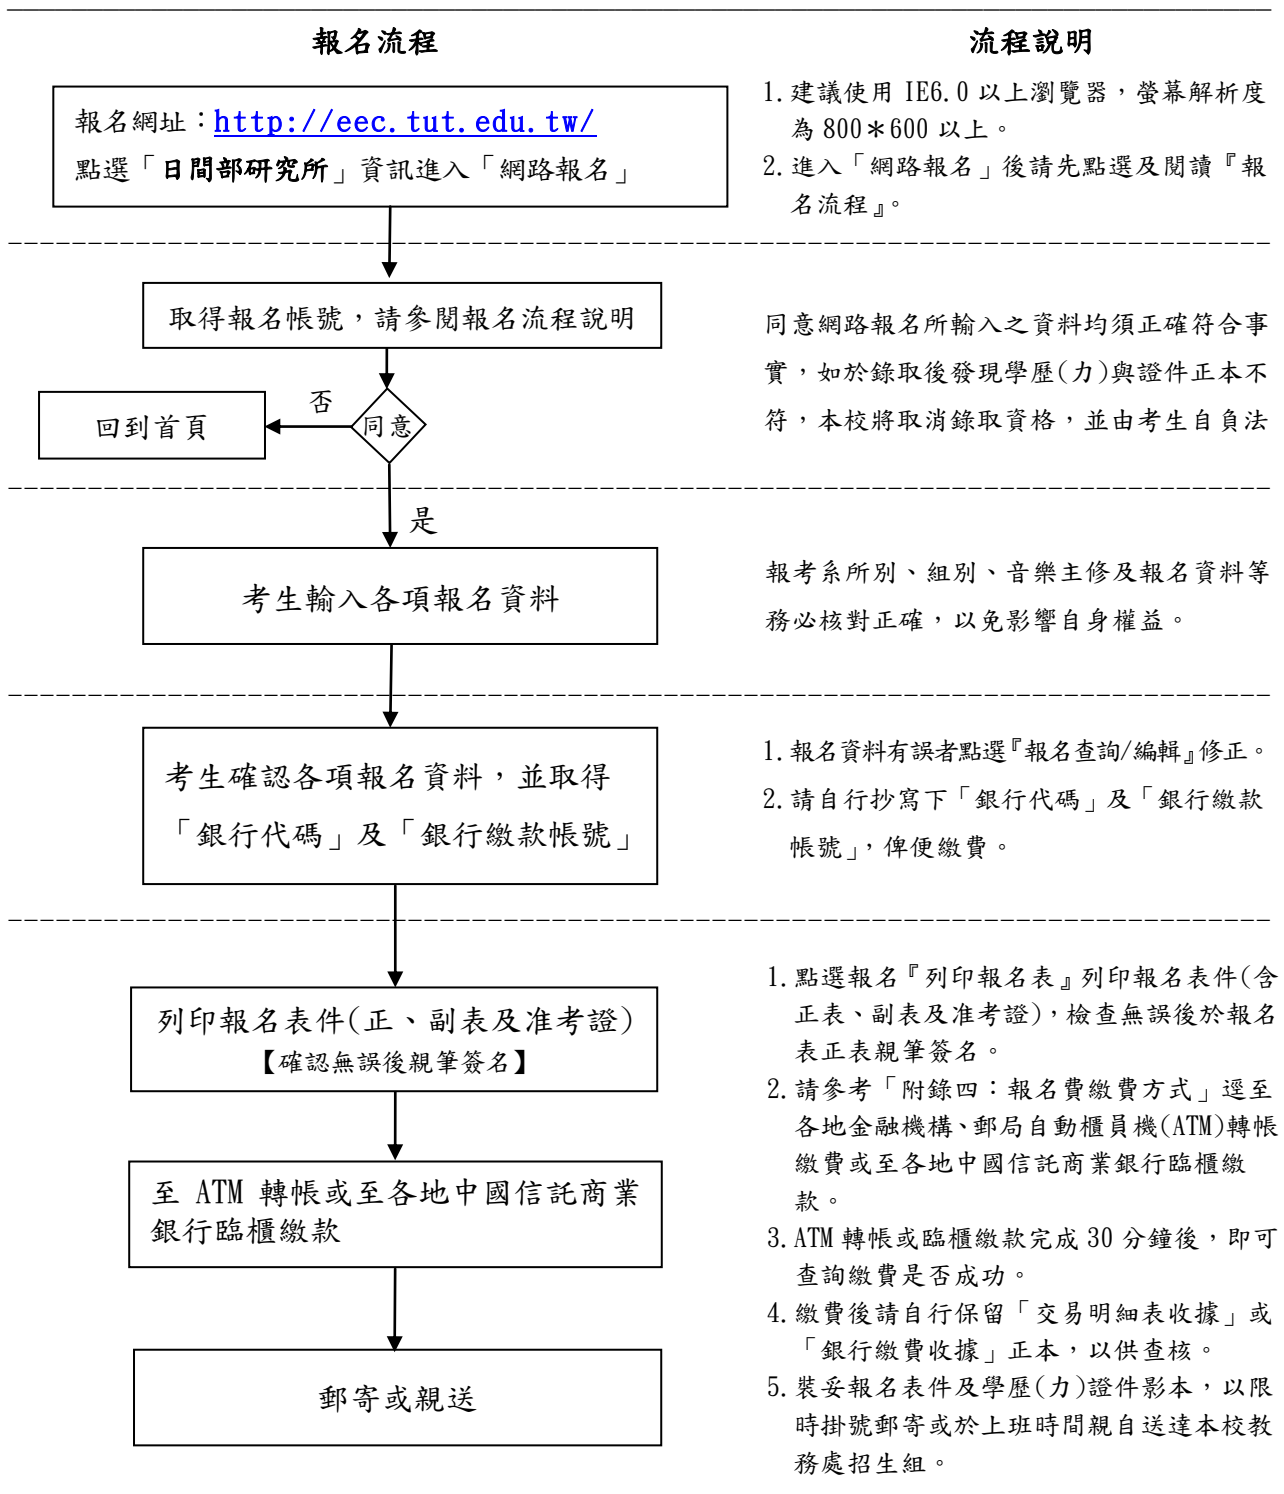 報名流程
流程說明
報名網址：http://eec.tut.edu.tw/
點選「日間部研究所」資訊進入「網路報名」
1.建議使用 IE6.0 以上瀏覽器，螢幕解析度
為 800＊600 以上。
2.進入「網路報名」後請先點選及閱讀『報
名流程』。
取得報名帳號，請參閱報名流程說明
否
回到首頁
同意
同意網路報名所輸入之資料均須正確符合事
實，如於錄取後發現學歷(力)與證件正本不
符，本校將取消錄取資格，並由考生自負法
是
考生輸入各項報名資料
報考系所別、組別、音樂主修及報名資料等
務必核對正確，以免影響自身權益。
考生確認各項報名資料，並取得
「銀行代碼」及「銀行繳款帳號」
1.報名資料有誤者點選『報名查詢/編輯』修正。
2.請自行抄寫下「銀行代碼」及「銀行繳款
帳號」，俾便繳費。
列印報名表件(正、副表及准考證)
【確認無誤後親筆簽名】
至 ATM 轉帳或至各地中國信託商業
銀行臨櫃繳款
郵寄或親送
1.點選報名『列印報名表』列印報名表件(含
正表、副表及准考證)，檢查無誤後於報名
表正表親筆簽名。
2.請參考「附錄四：報名費繳費方式」逕至
各地金融機構、郵局自動櫃員機(ATM)轉帳
繳費或至各地中國信託商業銀行臨櫃繳
款。
3.ATM 轉帳或臨櫃繳款完成 30 分鐘後，即可
查詢繳費是否成功。
4.繳費後請自行保留「交易明細表收據」或
「銀行繳費收據」正本，以供查核。
5.裝妥報名表件及學歷(力)證件影本，以限
時掛號郵寄或於上班時間親自送達本校教
務處招生組。